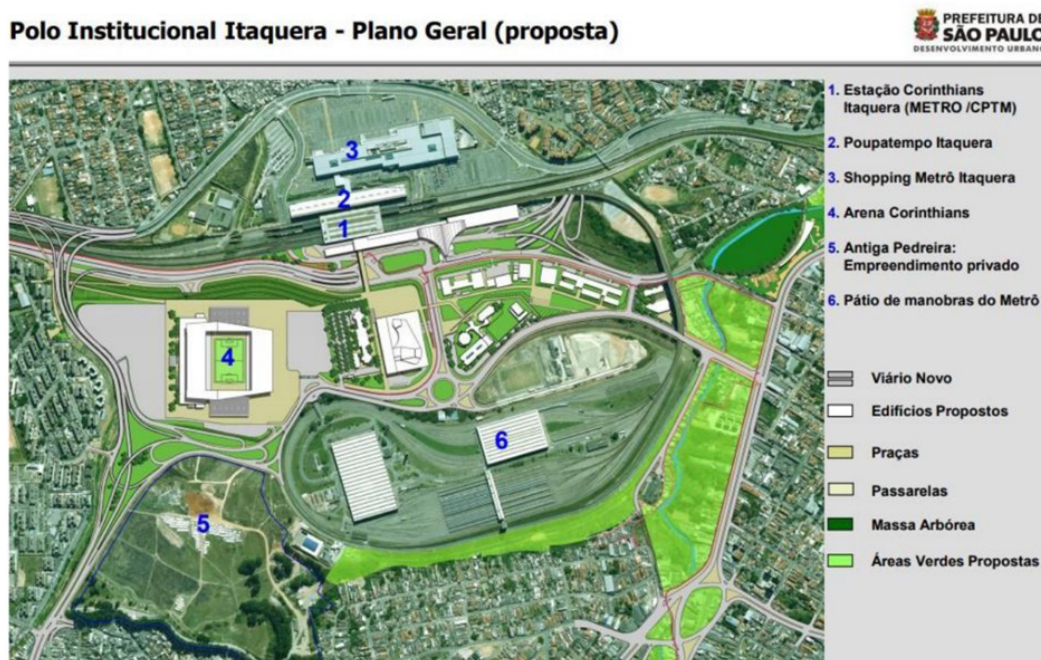 Polo Institucional Itaquera - Plano Geral (proposta)
PREFEITURA DE
SÃO PAULO
DESENVOLVIMENTO URBANO
1. Estação Corinthians
Itaquera (METRO /CPTM)
2. Poupatempo Itaquera
3. Shopping Metrô Itaquera
4. Arena Corinthians
5. Antiga Pedreira:
Empreendimento privado
6. Pátio de manobras do Metrô
Viário Novo
Edifícios Propostos
Praças
Passarelas
Massa Arbórea
Áreas Verdes Propostas
3
2
1
4
6
5